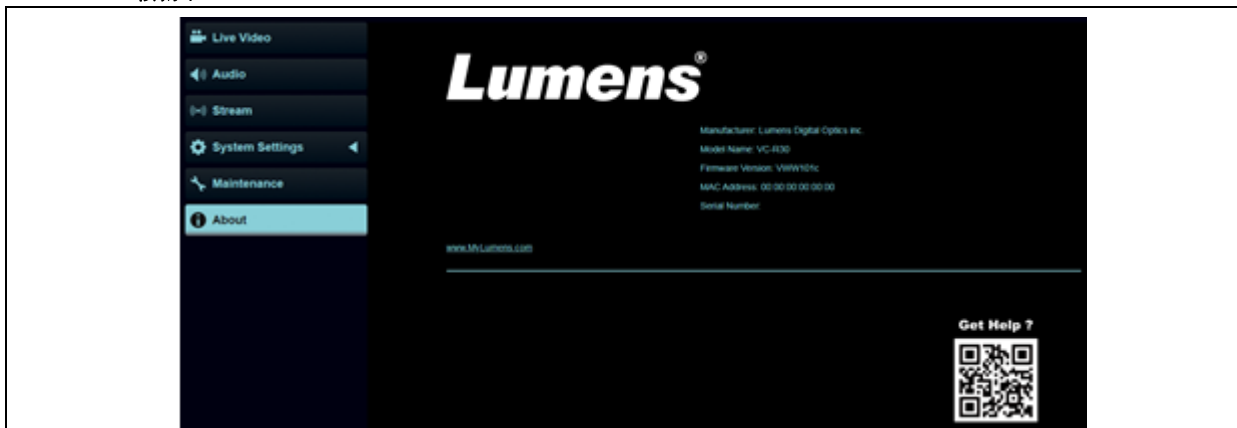 Live Video
Audio
Stream
System Settings
Maintenance
About
Lumens®
Manufacturer: Lumens Digital Optics Inc.
Model Name: VC-R30
Firmware Version: VWW101c
MAC Address: 00:00:00:00:00:00
Serial Number:
www.MyLumens.com
Get Help ?